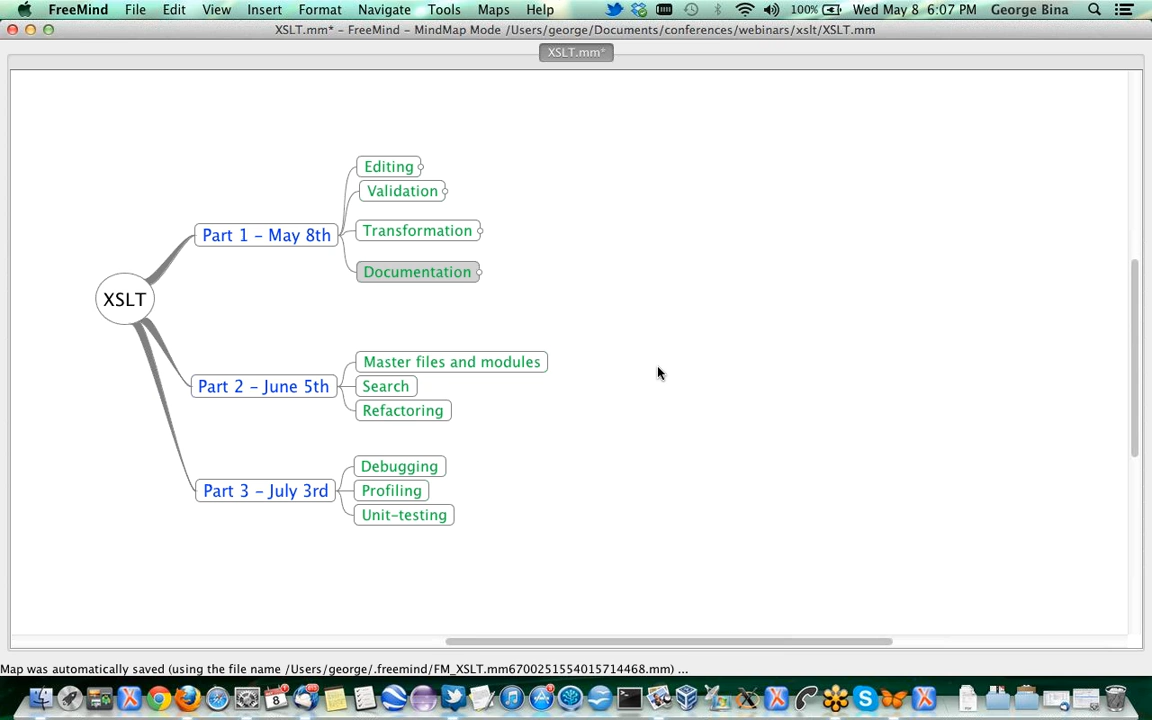 FreeMind File Edit View Insert Format Navigate Tools Maps Help 100% Wed May 8 6:07 PM George Bina
XSLT.mm* – FreeMind – MindMap Mode /Users/george/Documents/conferences/webinars/xslt/XSLT.mm
XSLT.mm*
XSLT
Part 1 – May 8th
Editing
Validation
Transformation
Documentation
Part 2 – June 5th
Master files and modules
Search
Refactoring
Part 3 – July 3rd
Debugging
Profiling
Unit-testing
Map was automatically saved (using the file name /Users/george/.freemind/FM_XSLT.mm6700251554015714468.mm) ...